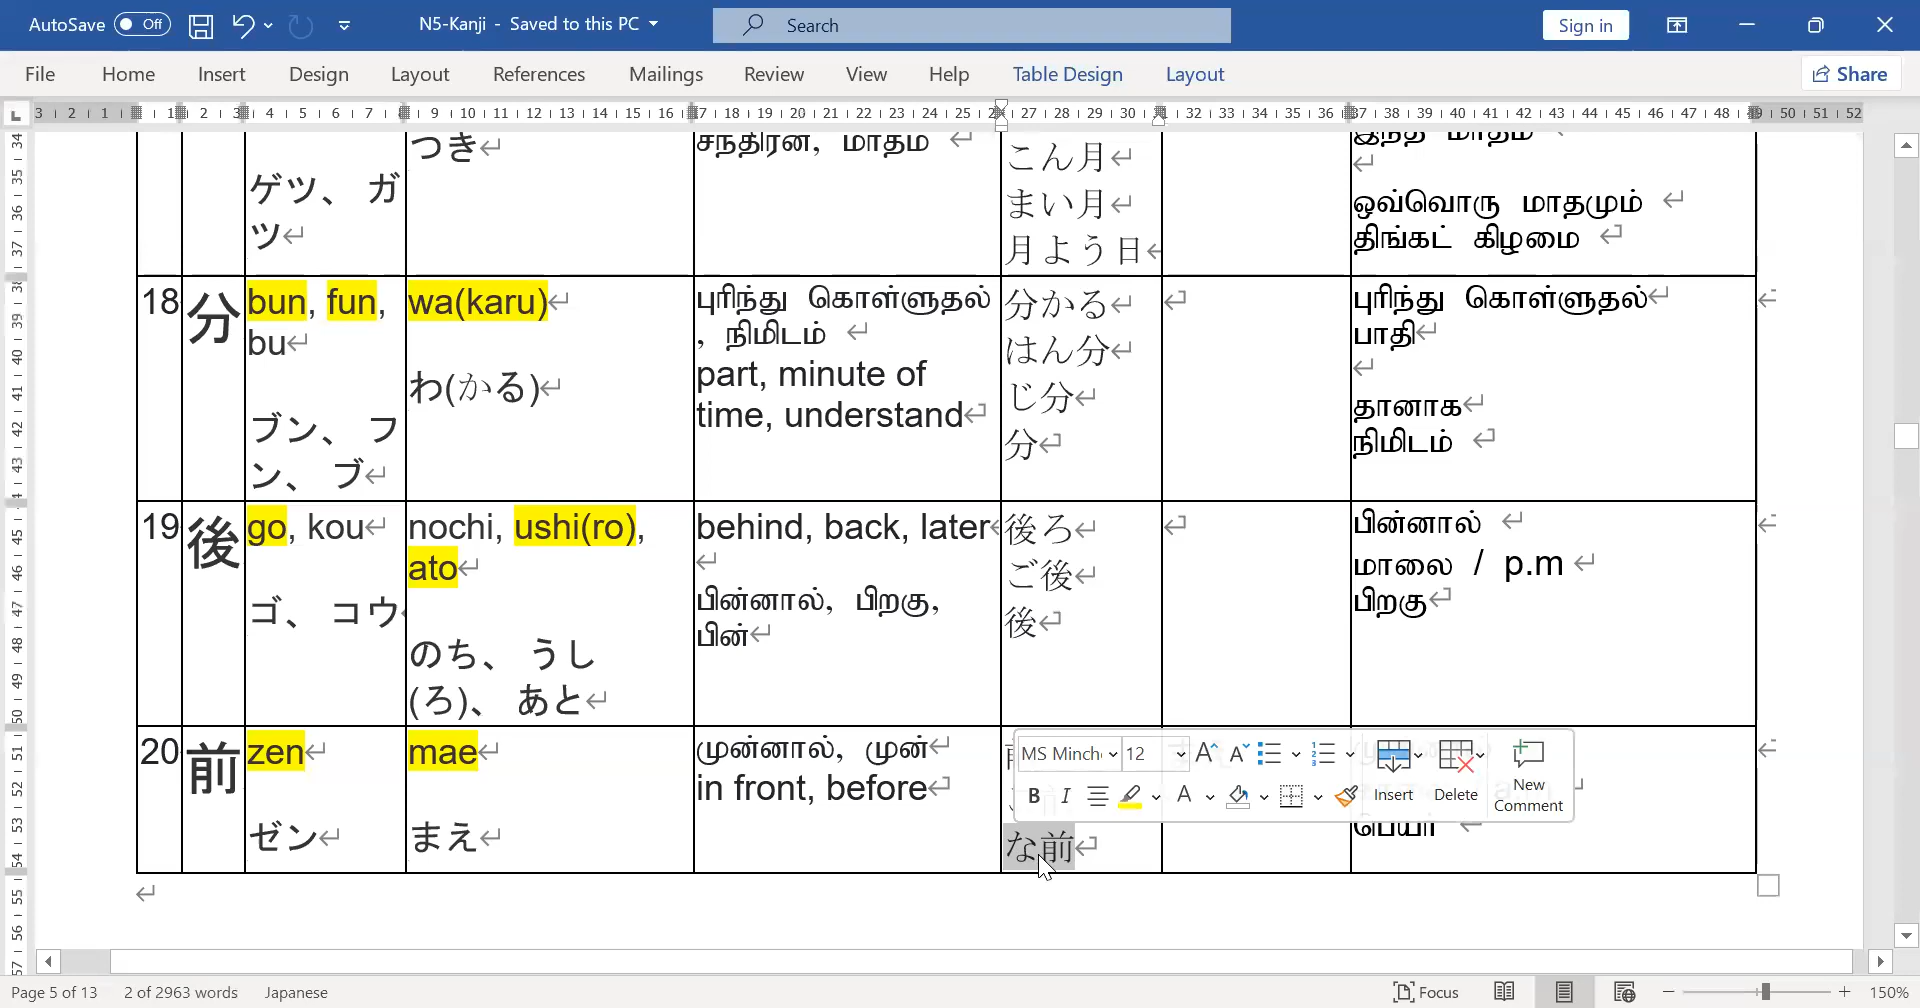 AutoSave Off N5-Kanji - Saved to this PC Search Sign in
File Home Insert Design Layout References Mailings Review View Help Table Design Layout Share
つき
ゲツ、 ガ
ツ
சந்திரன், மாதம்
こん月
まい月
月よう日
இந்த மாதம்
ஒவ்வொரு மாதமும்
திங்கட் கிழமை
18
分
bun, fun,
bu
ブン、 フ
ン、 ブ
wa(karu)
わ(かる)
புரிந்து கொள்ளுதல்
, நிமிடம்
part, minute of
time, understand
分かる
はん分
じ分
分
புரிந்து கொள்ளுதல்
பாதி
தானாக
நிமிடம்
19
後
go, kou
ゴ、 コウ
nochi, ushi(ro),
ato
のち、 うし
(ろ)、 あと
behind, back, later
பின்னால், பிறகு,
பின்
後ろ
ご後
後
பின்னால்
மாலை / p.m
பிறகு
20
前
zen
ゼン
mae
まえ
முன்னால், முன்
in front, before
な前
பெயர்
MS Minch 12
Insert Delete New
Comment
Page 5 of 13 2 of 2963 words Japanese Focus 150%